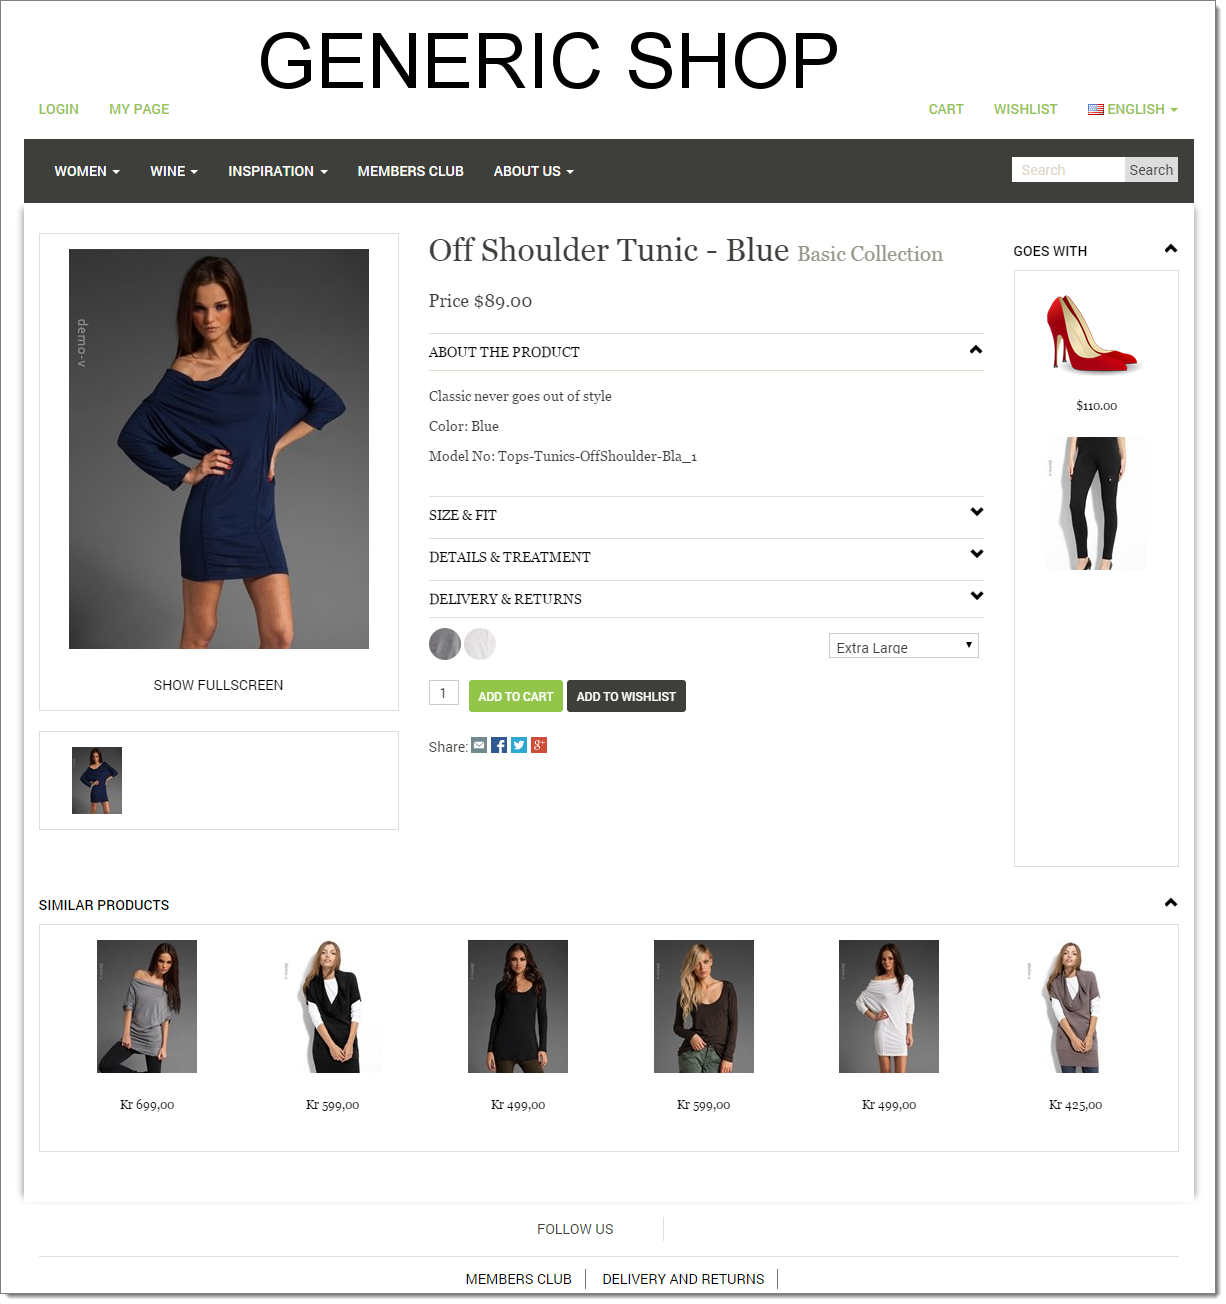 GENERIC SHOP
LOGIN MY PAGE CART WISHLIST ENGLISH
WOMEN WINE INSPIRATION MEMBERS CLUB ABOUT US Search Search
demo-v
SHOW FULLSCREEN
Off Shoulder Tunic - Blue Basic Collection
Price $89.00
ABOUT THE PRODUCT
Classic never goes out of style
Color: Blue
Model No: Tops-Tunics-OffShoulder-Bla_1
SIZE & FIT
DETAILS & TREATMENT
DELIVERY & RETURNS
Extra Large
1 ADD TO CART ADD TO WISHLIST
Share:
GOES WITH
$110.00
SIMILAR PRODUCTS
Kr 699,00 Kr 599,00 Kr 499,00 Kr 599,00 Kr 499,00 Kr 425,00
FOLLOW US
MEMBERS CLUB DELIVERY AND RETURNS